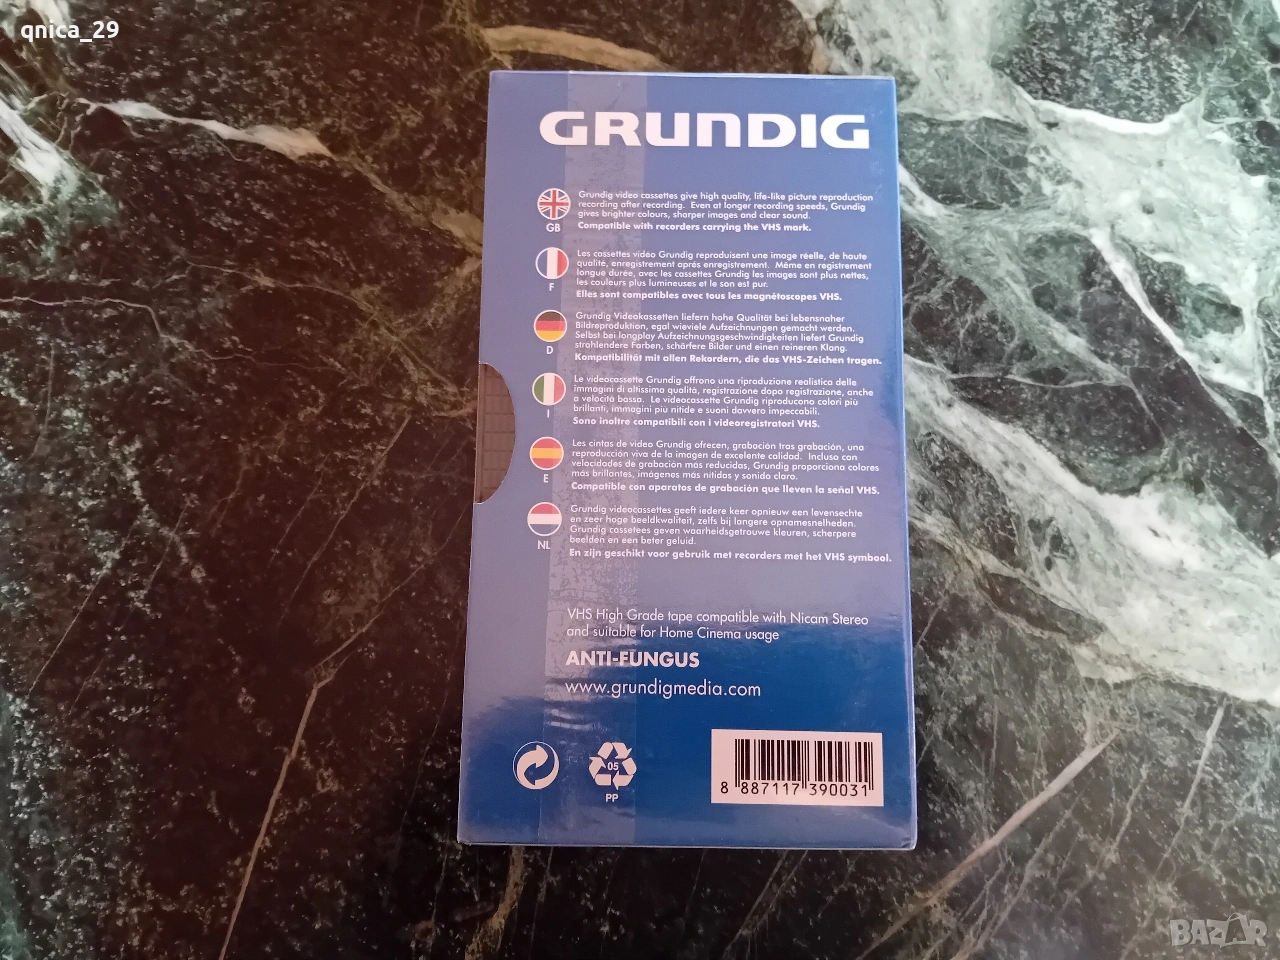 qnica_29
GRUNDIG
Grundig video cassettes give high quality, life-like picture reproduction
recording after recording. Even at longer recording speeds, Grundig
gives brighter colours, sharper images and clear sound.
Compatible with recorders carrying the VHS mark.
GB
Les cassettes vidéo Grundig reproduisent une image réelle, de haute
qualité, enregistrement aprés enregistrement. Même en registrement
longue durée, avec les cassettes Grundig les images sont plus nettes,
les couleurs plus lumineuses et le son est pur.
Elles sont compatibles avec tous les magnétoscopes VHS.
F
Grundig Videokassetten liefern hohe Qualität bei lebensnaher
Bildreproduktion, egal wieviele Aufzeichnungen gemacht werden.
Selbst bei longplay Aufzeichnungsgeschwindigkeiten liefert Grundig
strahlendere Farben, schärfere Bilder und einen reineren Klang.
Kompatibilität mit allen Rekordern, die das VHS-Zeichen tragen.
D
Le videocassette Grundig offrono una riproduzione realistica delle
immagini di altissima qualità, registrazione dopo registrazione, anche
a velocità bassa. Le videocassette Grundig riproducono colori più
brillanti, immagini più nitide e suoni davvero impeccabili.
Sono inoltre compatibili con i videoregistratori VHS.
I
Les cintas de video Grundig ofrecen, grabación tras grabación, una
reproducción viva de la imagen de excelente calidad. Incluso con
velocidades de grabación más reducidas, Grundig proporciona colores
más brillantes, imágenes más nítidas y sonido claro.
Compatible con aparatos de grabación que lleven la señal VHS.
E
Grundig videocassettes geeft iedere keer opnieuw een levensechte
en zeer hoge beeldkwaliteit, zelfs bij langere opnamesnelheden.
Grundig cassetees geven waarheidsgetrouwe kleuren, scherpere
beelden en een beter geluid.
En zijn geschikt voor gebruik met recorders met het VHS symbool.
NL
VHS High Grade tape compatible with Nicam Stereo
and suitable for Home Cinema usage
ANTI-FUNGUS
www.grundigmedia.com
05
PP
8 887117 390031
BAZAR